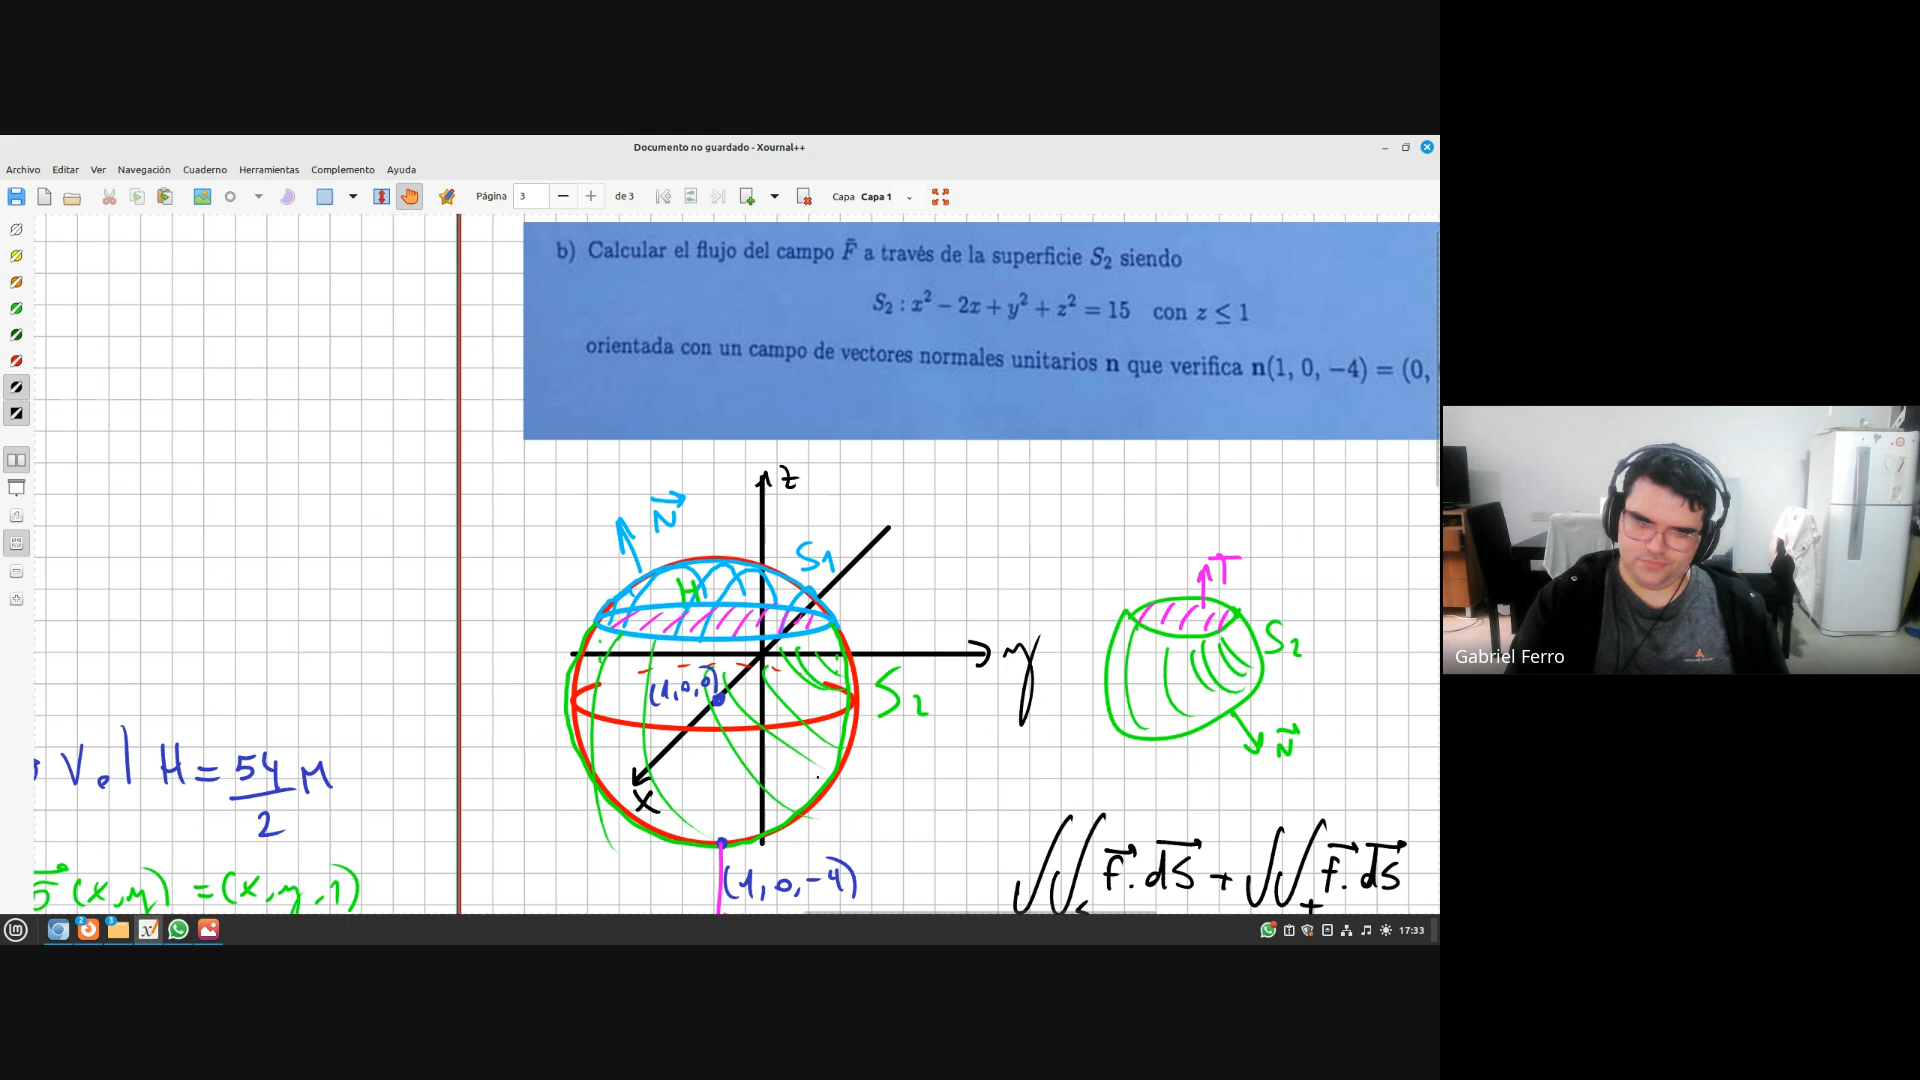 Documento no guardado - Xournal++
Archivo Editar Ver Navegación Cuaderno Herramientas Complemento Ayuda
Página 3 de 3 Capa Capa 1
b) Calcular el flujo del campo F̄ a través de la superficie S₂ siendo
S₂ : x² − 2x + y² + z² = 15 con z ≤ 1
orientada con un campo de vectores normales unitarios n que verifica n(1, 0, −4) = (0,
z
N⃗
S1
H
T
S2
y
(1,0,0)
S2
N⃗
x
Vol H = 54/2 π
(1,0,-4)
∬ f⃗.dS⃗ + ∬ f⃗.dS⃗
(x,y) = (x,y,1)
Gabriel Ferro
17:33